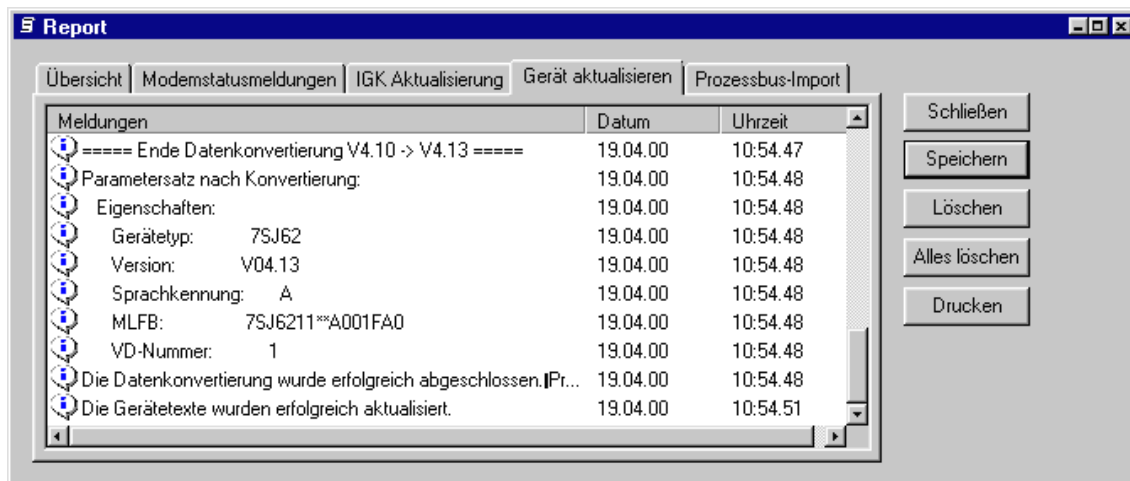 Report
Übersicht Modemstatusmeldungen IGK Aktualisierung Gerät aktualisieren Prozessbus-Import
Meldungen Datum Uhrzeit
===== Ende Datenkonvertierung V4.10 -> V4.13 ===== 19.04.00 10:54.47
Parametersatz nach Konvertierung: 19.04.00 10:54.48
Eigenschaften: 19.04.00 10:54.48
Gerätetyp: 7SJ62 19.04.00 10:54.48
Version: V04.13 19.04.00 10:54.48
Sprachkennung: A 19.04.00 10:54.48
MLFB: 7SJ6211**A001FA0 19.04.00 10:54.48
VD-Nummer: 1 19.04.00 10:54.48
Die Datenkonvertierung wurde erfolgreich abgeschlossen.|Pr... 19.04.00 10:54.48
Die Gerätetexte wurden erfolgreich aktualisiert. 19.04.00 10:54.51
Schließen
Speichern
Löschen
Alles löschen
Drucken